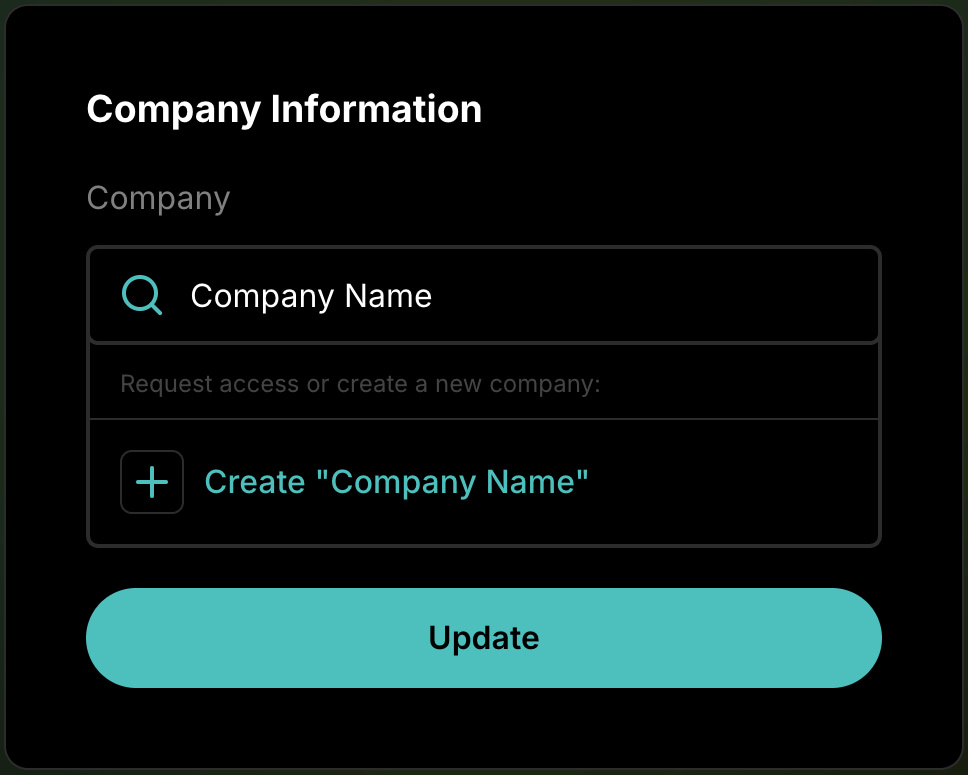 Company Information
Company
Company Name
Request access or create a new company:
Create "Company Name"
Update